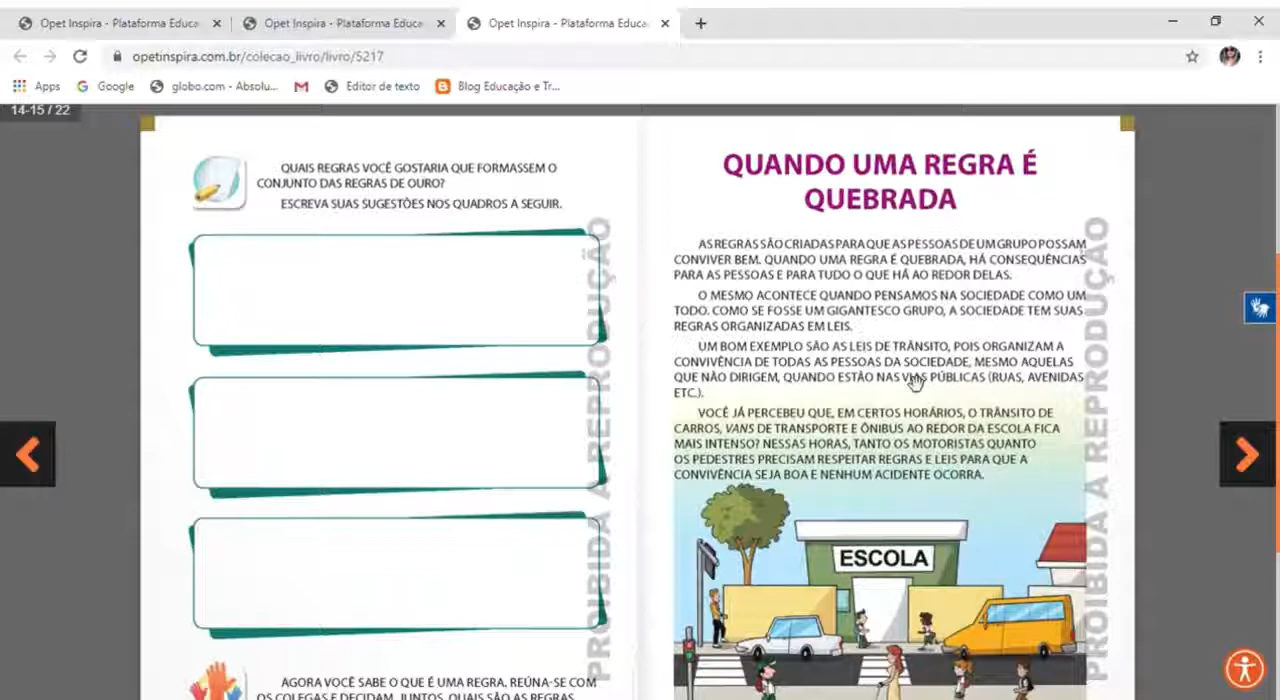 Opet Inspira - Plataforma Educa
Opet Inspira - Plataforma Educa
Opet Inspira - Plataforma Educa
opetinspira.com.br/colecao_livro/livro/5217
Apps
Google
globo.com - Absolu...
Editor de texto
Blog Educação e Tr...
14-15 / 22
QUAIS REGRAS VOCÊ GOSTARIA QUE FORMASSEM O
CONJUNTO DAS REGRAS DE OURO?
ESCREVA SUAS SUGESTÕES NOS QUADROS A SEGUIR.
PROIBIDA A REPRODUÇÃO
AGORA VOCÊ SABE O QUE É UMA REGRA. REÚNA-SE COM
OS COLEGAS E DECIDAM, JUNTOS, QUAIS SÃO AS REGRAS
QUANDO UMA REGRA É
QUEBRADA
AS REGRAS SÃO CRIADAS PARA QUE AS PESSOAS DE UM GRUPO POSSAM
CONVIVER BEM. QUANDO UMA REGRA É QUEBRADA, HÁ CONSEQUÊNCIAS
PARA AS PESSOAS E PARA TUDO O QUE HÁ AO REDOR DELAS.
O MESMO ACONTECE QUANDO PENSAMOS NA SOCIEDADE COMO UM
TODO. COMO SE FOSSE UM GIGANTESCO GRUPO, A SOCIEDADE TEM SUAS
REGRAS ORGANIZADAS EM LEIS.
UM BOM EXEMPLO SÃO AS LEIS DE TRÂNSITO, POIS ORGANIZAM A
CONVIVÊNCIA DE TODAS AS PESSOAS DA SOCIEDADE, MESMO AQUELAS
QUE NÃO DIRIGEM, QUANDO ESTÃO NAS VIAS PÚBLICAS (RUAS, AVENIDAS
ETC.).
VOCÊ JÁ PERCEBEU QUE, EM CERTOS HORÁRIOS, O TRÂNSITO DE
CARROS, VANS DE TRANSPORTE E ÔNIBUS AO REDOR DA ESCOLA FICA
MAIS INTENSO? NESSAS HORAS, TANTO OS MOTORISTAS QUANTO
OS PEDESTRES PRECISAM RESPEITAR REGRAS E LEIS PARA QUE A
CONVIVÊNCIA SEJA BOA E NENHUM ACIDENTE OCORRA.
ESCOLA
PROIBIDA A REPRODUÇÃO